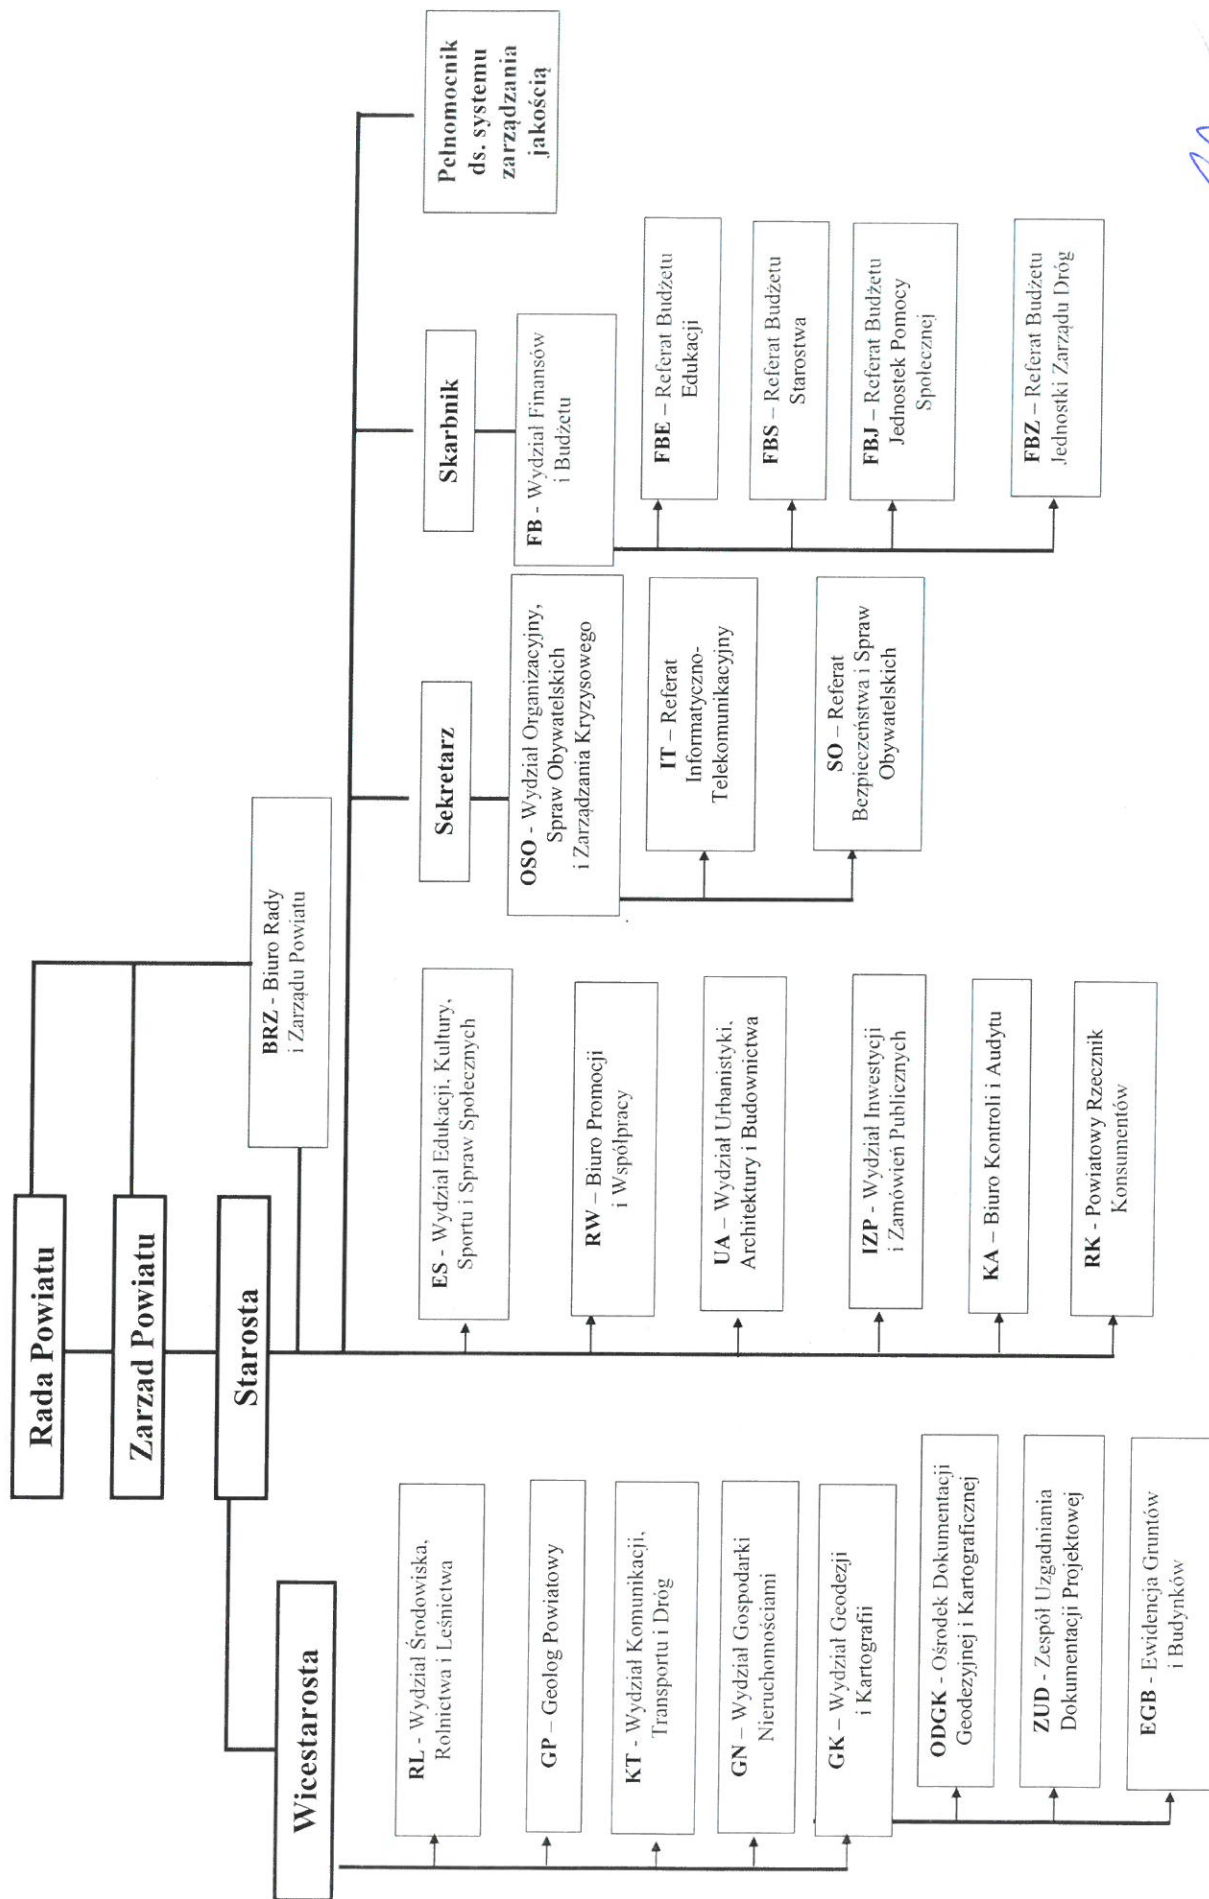 Rada Powiatu
Zarząd Powiatu
Starosta
BRZ - Biuro Rady
i Zarządu Powiatu
Wicestarosta
RL - Wydział Środowiska,
Rolnictwa i Leśnictwa
GP – Geolog Powiatowy
KT - Wydział Komunikacji,
Transportu i Dróg
GN – Wydział Gospodarki
Nieruchomościami
GK – Wydział Geodezji
i Kartografii
ODGK - Ośrodek Dokumentacji
Geodezyjnej i Kartograficznej
ZUD - Zespół Uzgadniania
Dokumentacji Projektowej
EGB - Ewidencja Gruntów
i Budynków
ES - Wydział Edukacji, Kultury,
Sportu i Spraw Społecznych
RW – Biuro Promocji
i Współpracy
UA – Wydział Urbanistyki,
Architektury i Budownictwa
IZP - Wydział Inwestycji
i Zamówień Publicznych
KA – Biuro Kontroli i Audytu
RK - Powiatowy Rzecznik
Konsumentów
Sekretarz
OSO - Wydział Organizacyjny,
Spraw Obywatelskich
i Zarządzania Kryzysowego
IT – Referat
Informatyczno-
Telekomunikacyjny
SO – Referat
Bezpieczeństwa i Spraw
Obywatelskich
Skarbnik
FB - Wydział Finansów
i Budżetu
FBE – Referat Budżetu
Edukacji
FBS – Referat Budżetu
Starostwa
FBJ – Referat Budżetu
Jednostek Pomocy
Społecznej
FBZ – Referat Budżetu
Jednostki Zarządu Dróg
Pełnomocnik
ds. systemu
zarządzania
jakością